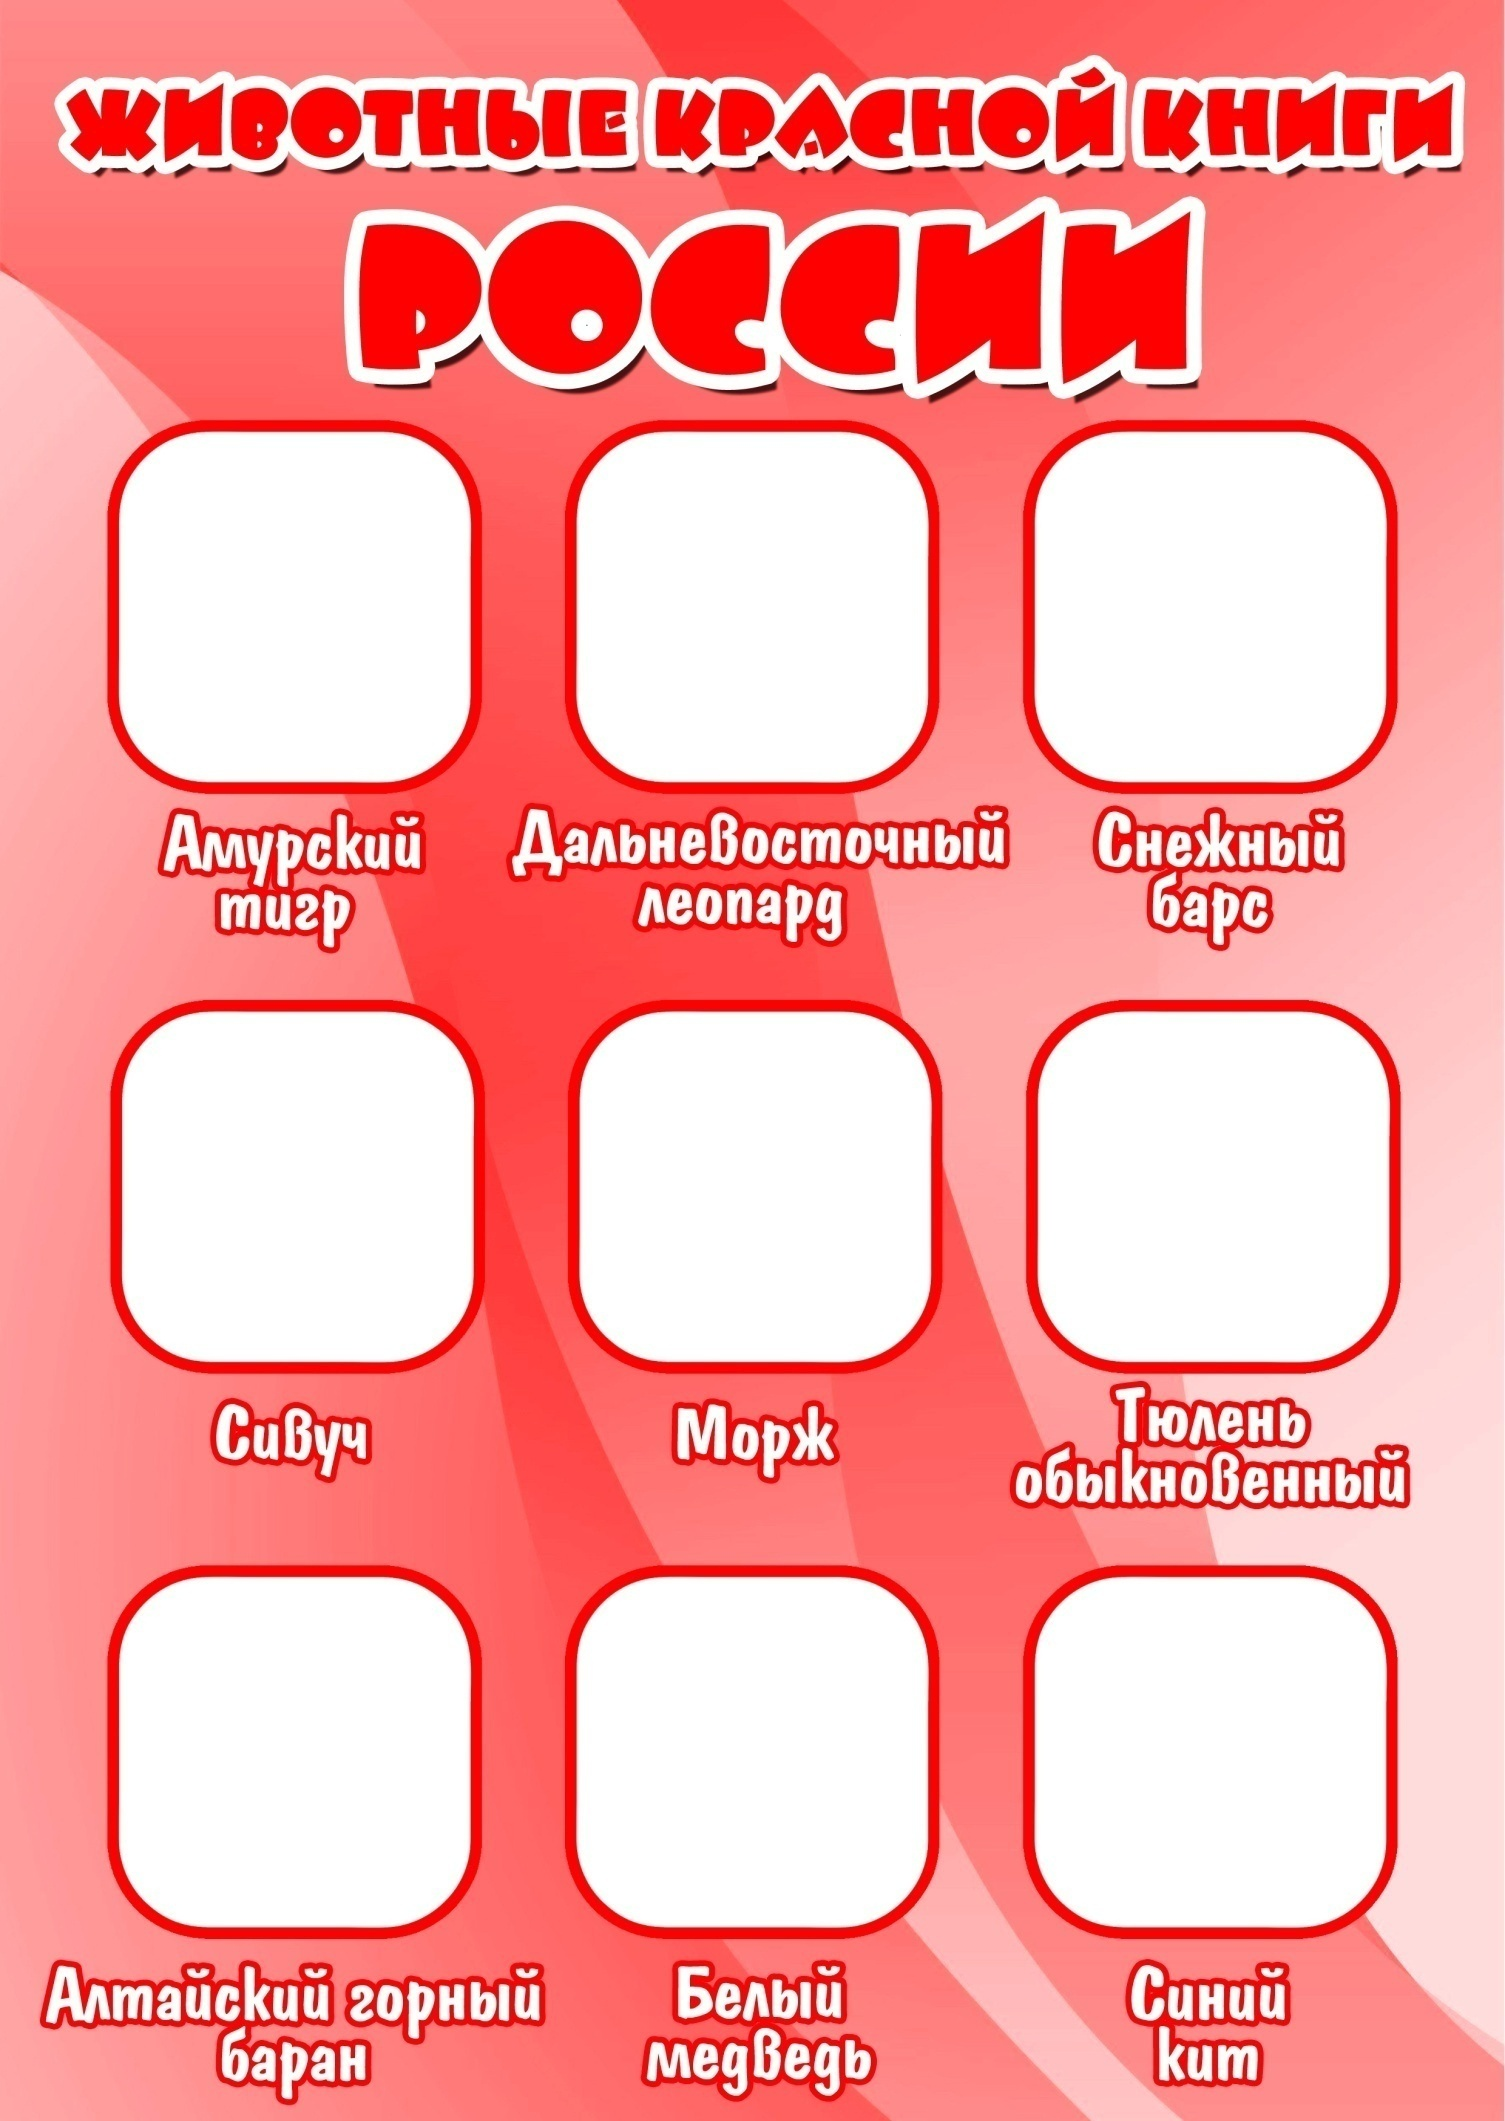 ЖИВОТНЫЕ КРАСНОЙ КНИГИ
РОССИИ
Амурский
тигр
Дальневосточный
леопард
Снежный
барс
Сивуч
Морж
Тюлень
обыкновенный
Алтайский горный
баран
Белый
медведь
Синий
кит